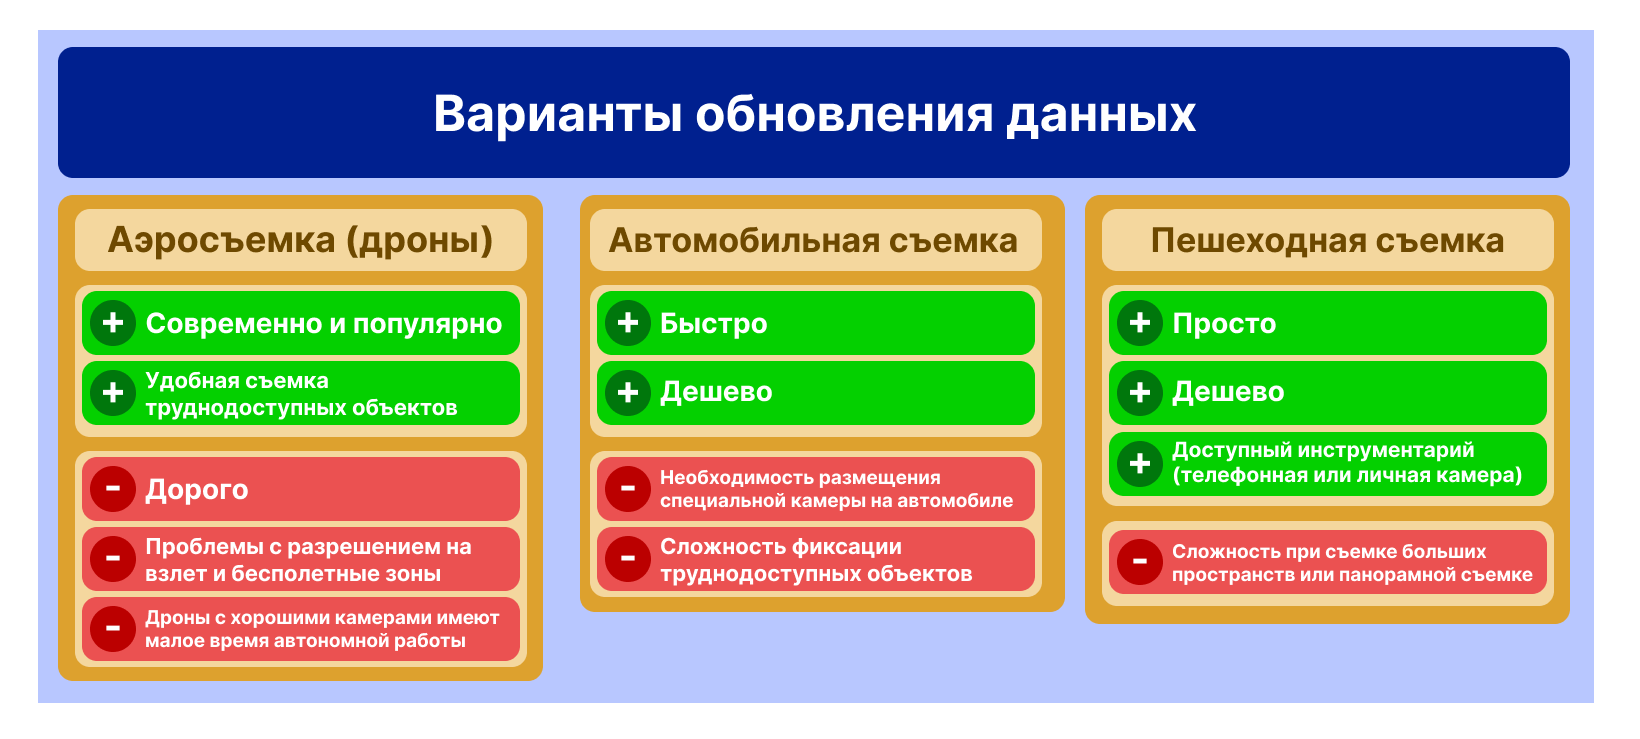 Варианты обновления данных
Аэросъемка (дроны)
+ Современно и популярно
+ Удобная съемка
труднодоступных объектов
- Дорого
- Проблемы с разрешением на
взлет и бесполетные зоны
- Дроны с хорошими камерами имеют
малое время автономной работы
Автомобильная съемка
+ Быстро
+ Дешево
- Необходимость размещения
специальной камеры на автомобиле
- Сложность фиксации
труднодоступных объектов
Пешеходная съемка
+ Просто
+ Дешево
+ Доступный инструментарий
(телефонная или личная камера)
- Сложность при съемке больших
пространств или панорамной съемке